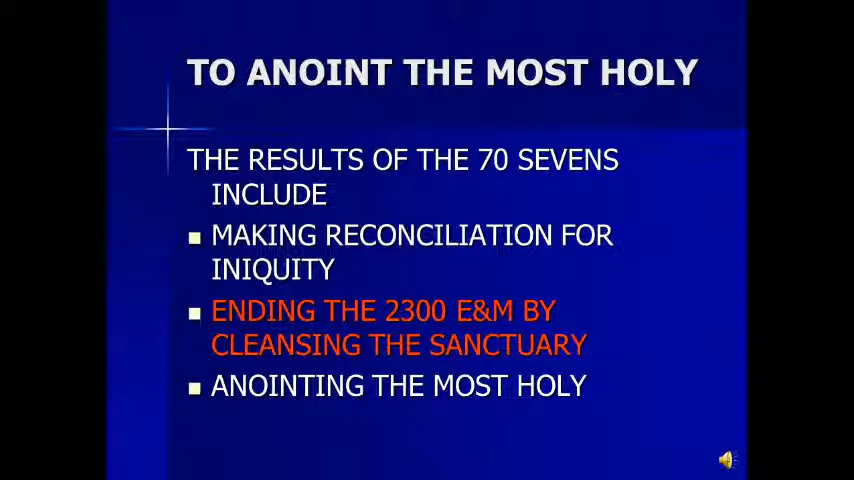 TO ANOINT THE MOST HOLY
THE RESULTS OF THE 70 SEVENS
INCLUDE
MAKING RECONCILIATION FOR
INIQUITY
ENDING THE 2300 E&M BY
CLEANSING THE SANCTUARY
ANOINTING THE MOST HOLY